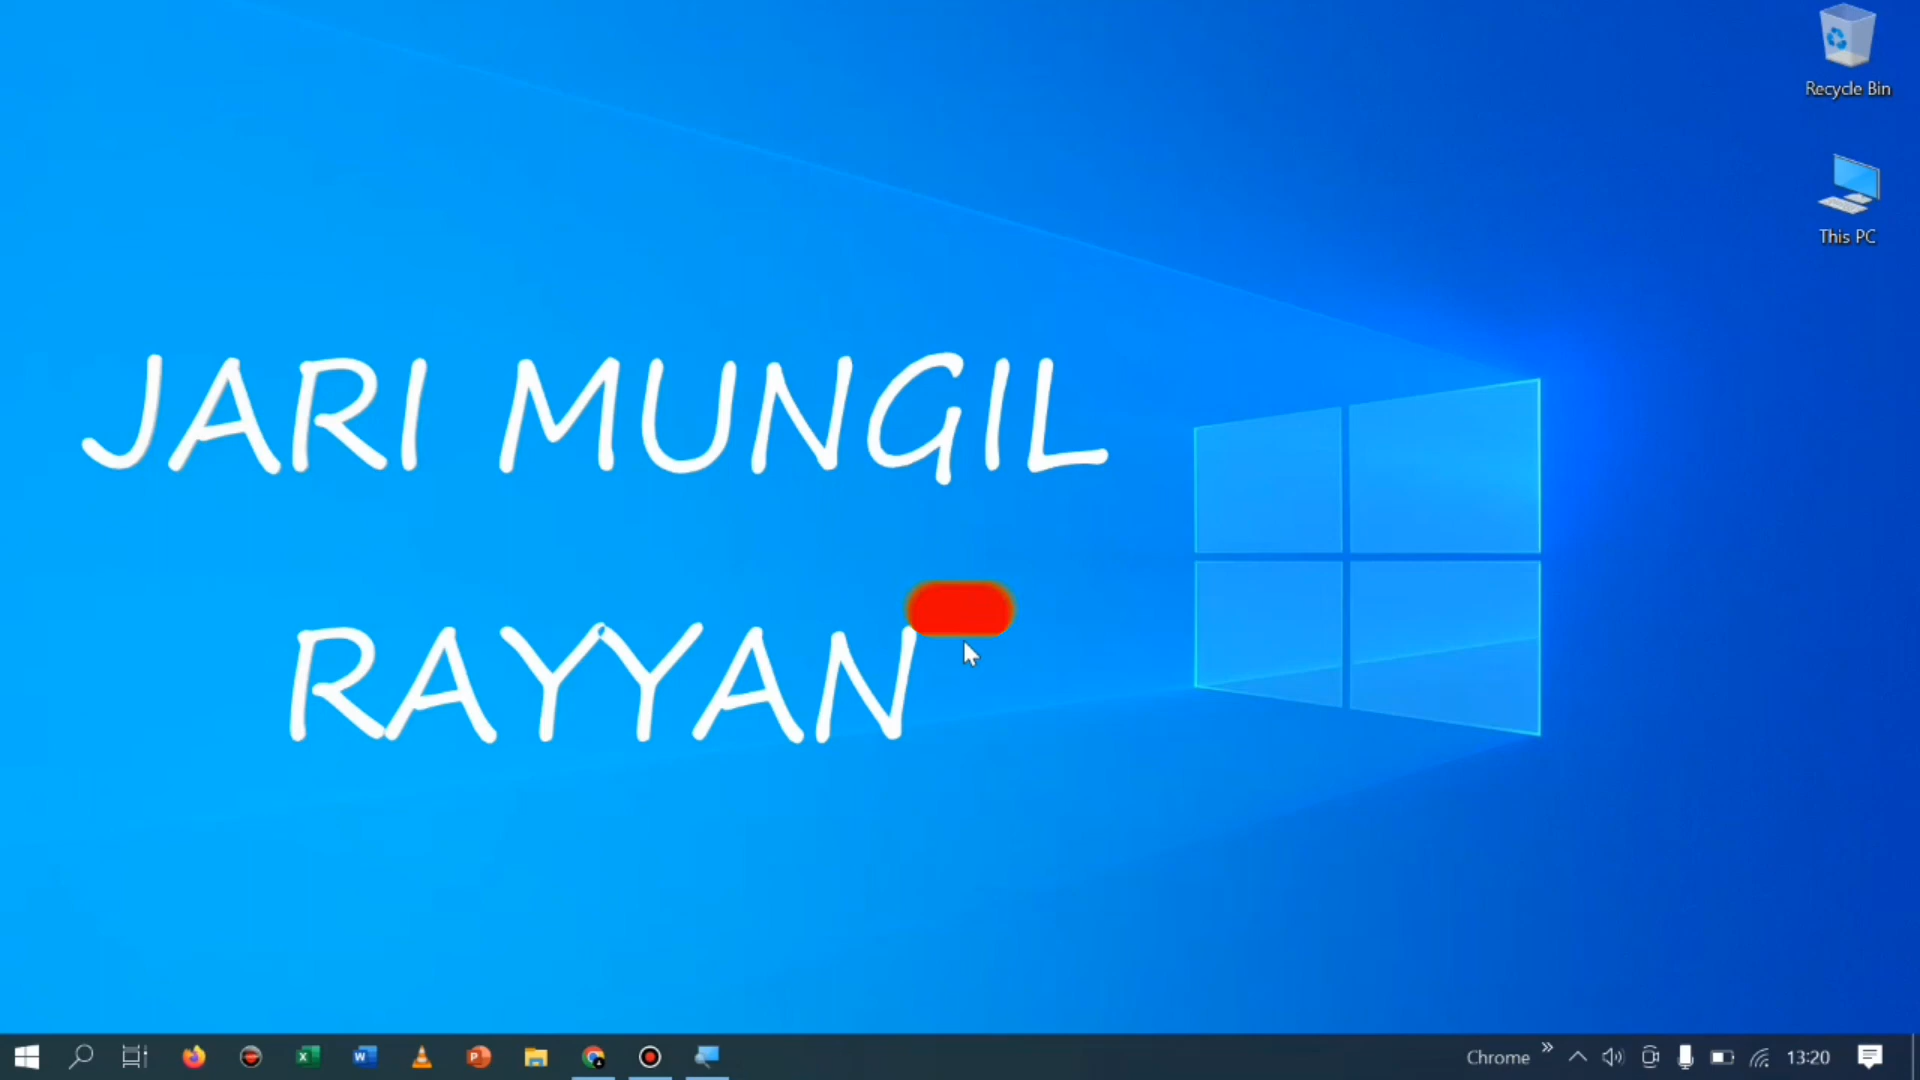 Recycle Bin
This PC
JARI MUNGIL
RAYYAN
Chrome
13:20